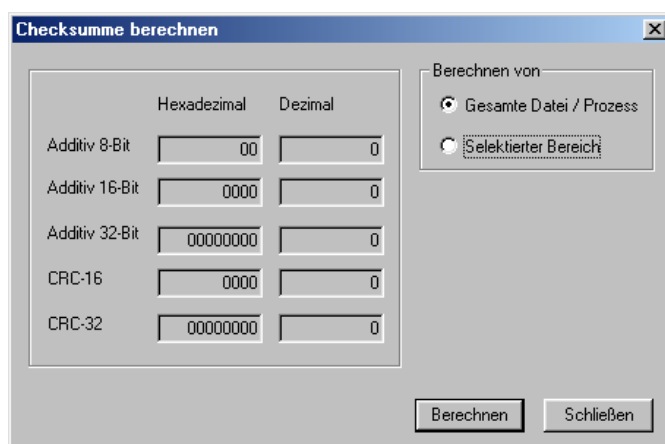 Checksumme berechnen
Berechnen von
Hexadezimal Dezimal
Gesamte Datei / Prozess
Selektierter Bereich
Additiv 8-Bit 00 0
Additiv 16-Bit 0000 0
Additiv 32-Bit 00000000 0
CRC-16 0000 0
CRC-32 00000000 0
Berechnen Schließen